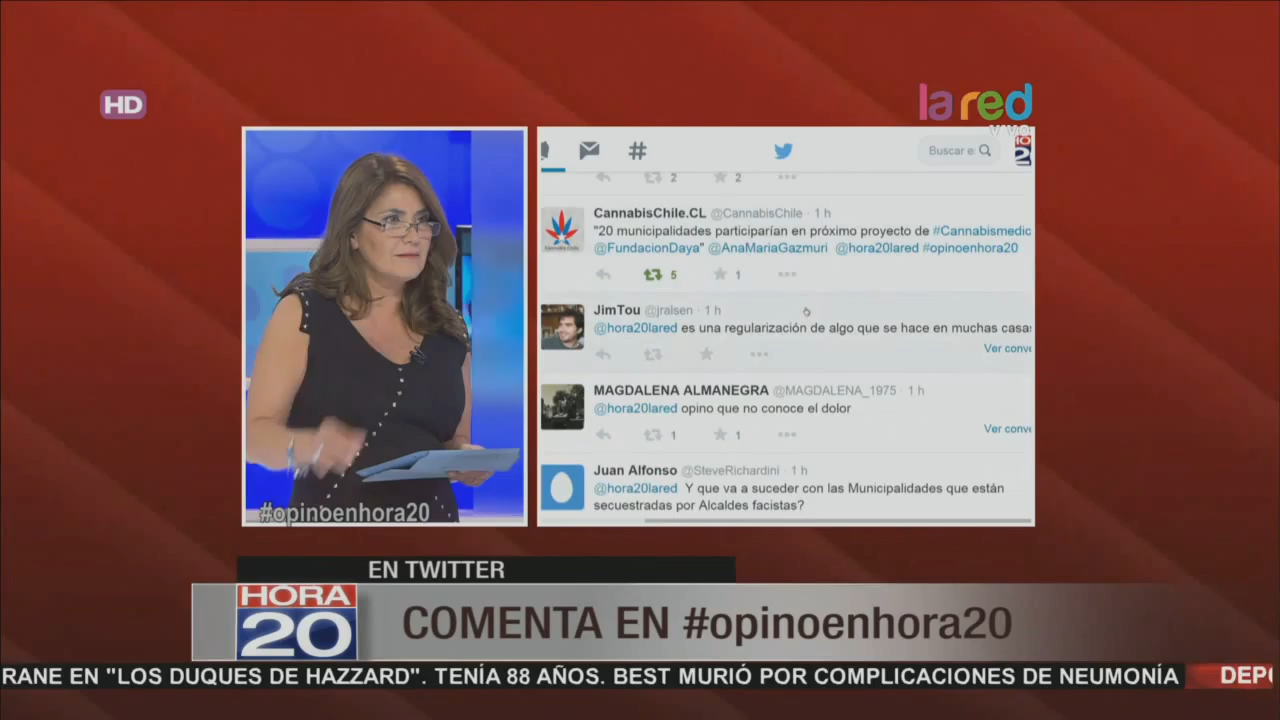 HD
la red
VIVO
Buscar e
2 2
CannabisChile.CL @CannabisChile · 1 h
"20 municipalidades participarían en próximo proyecto de #Cannabismedic
@FundacionDaya" @AnaMariaGazmuri @hora20lared #opinoenhora20
5 1
JimTou @jralsen · 1 h
@hora20lared es una regularización de algo que se hace en muchas casas
Ver conve
MAGDALENA ALMANEGRA @MAGDALENA_1975 · 1 h
@hora20lared opino que no conoce el dolor
Ver conve
1 1
Juan Alfonso @SteveRichardini · 1 h
@hora20lared Y que va a suceder con las Municipalidades que están
secuestradas por Alcaldes facistas?
#opinoenhora20
EN TWITTER
HORA
20
COMENTA EN #opinoenhora20
RANE EN "LOS DUQUES DE HAZZARD". TENÍA 88 AÑOS. BEST MURIÓ POR COMPLICACIONES DE NEUMONÍA
DEP